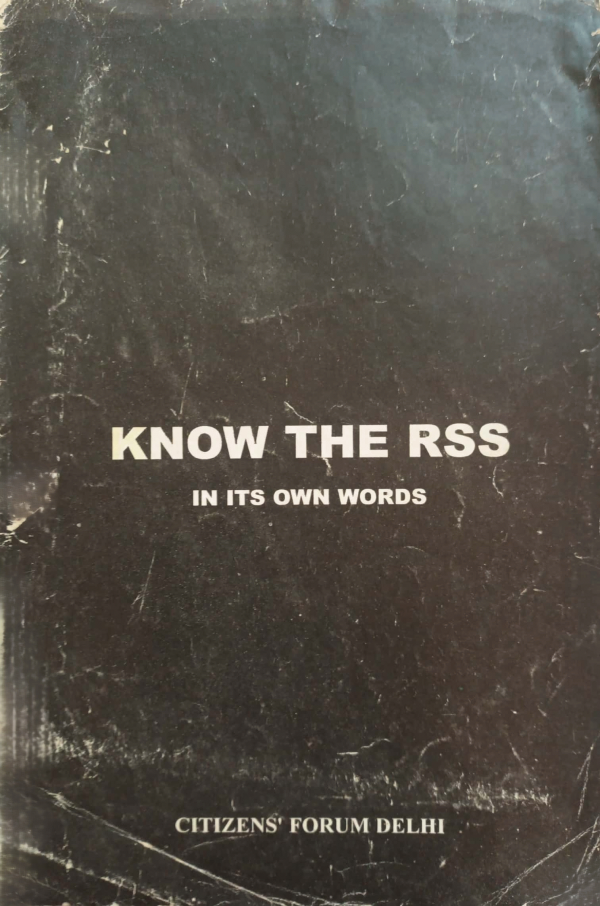 KNOW THE RSS
IN ITS OWN WORDS
CITIZENS' FORUM DELHI